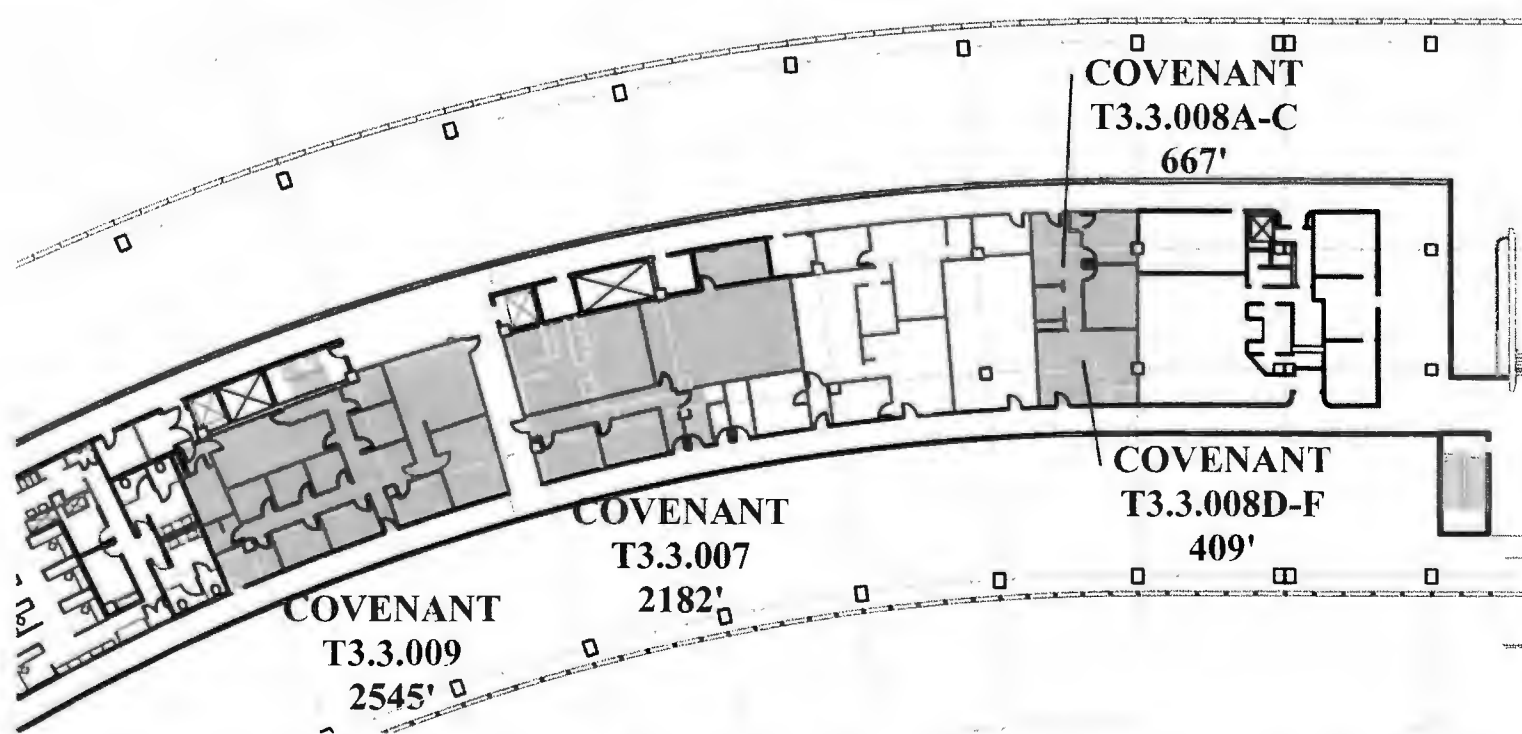 COVENANT
T3.3.008A-C
667'
COVENANT
T3.3.008D-F
409'
COVENANT
T3.3.007
2182'
COVENANT
T3.3.009
2545'